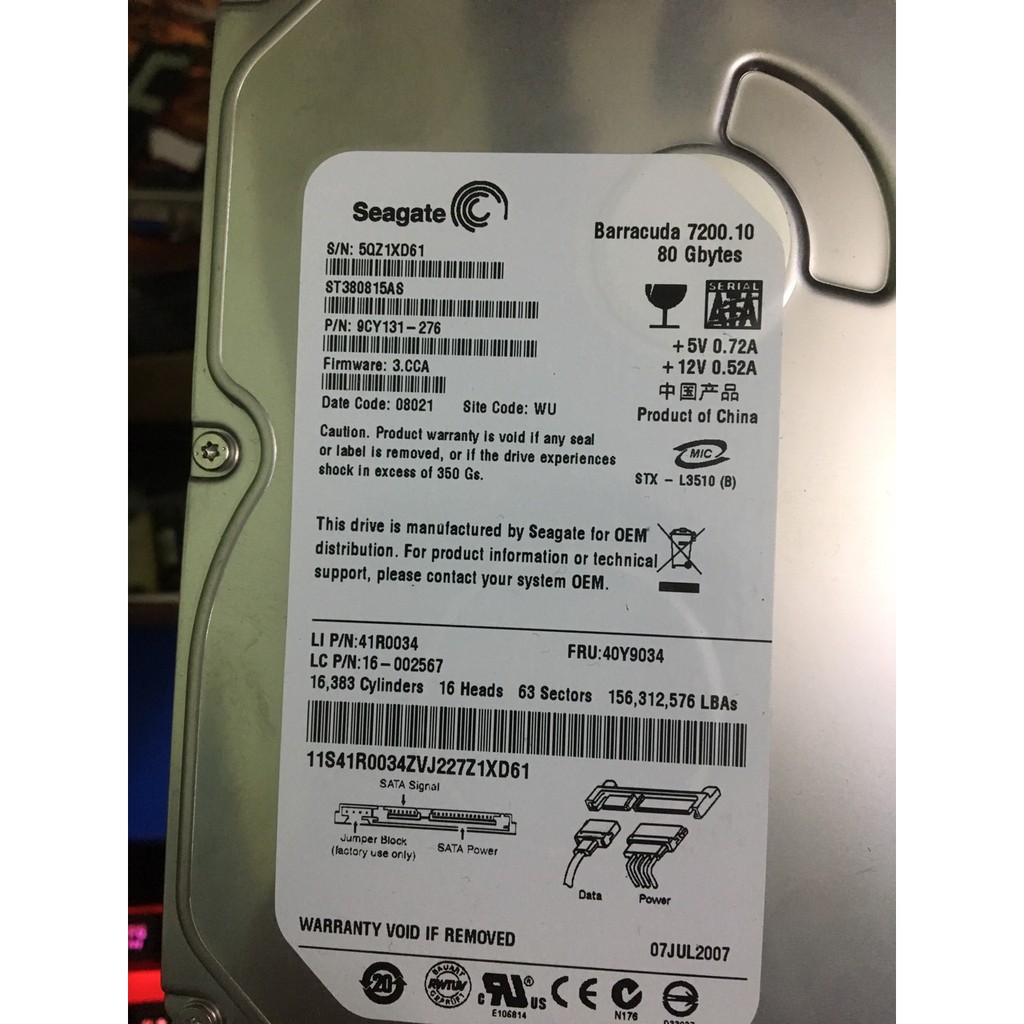 Seagate
S/N: 5QZ1XD61
ST380815AS
P/N: 9CY131-276
Firmware: 3.CCA
Date Code: 08021 Site Code: WU
Barracuda 7200.10
80 Gbytes
SERIAL
ATA
+5V 0.72A
+12V 0.52A
中国产品
Product of China
Caution. Product warranty is void if any seal
or label is removed, or if the drive experiences
shock in excess of 350 Gs.
MIC
STX - L3510 (B)
This drive is manufactured by Seagate for OEM
distribution. For product information or technical
support, please contact your system OEM.
LI P/N:41R0034
FRU:40Y9034
LC P/N:16-002567
16,383 Cylinders 16 Heads 63 Sectors 156,312,576 LBAs
11S41R0034ZVJ227Z1XD61
SATA Signal
Jumper Block
(factory use only)
SATA Power
Data
Power
WARRANTY VOID IF REMOVED
07JUL2007
20
BAUART
RWTUV
GEPRUFT
c RU ® US
E106814
CE
N176